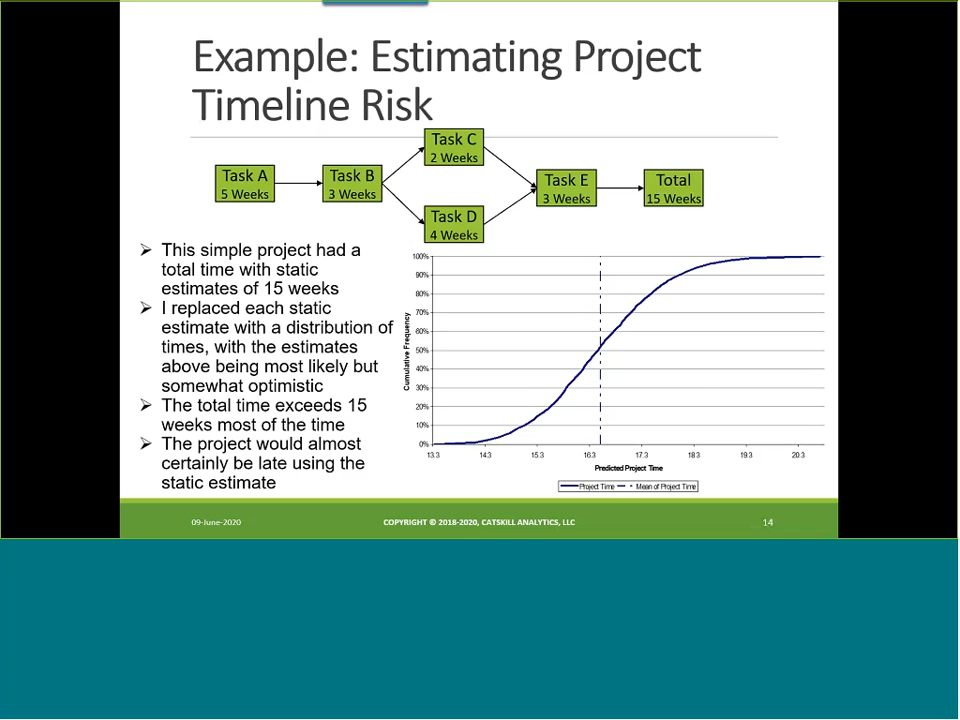 Example: Estimating Project
Timeline Risk
Task A
5 Weeks
Task B
3 Weeks
Task C
2 Weeks
Task D
4 Weeks
Task E
3 Weeks
Total
15 Weeks
➢ This simple project had a
total time with static
estimates of 15 weeks
➢ I replaced each static
estimate with a distribution of
times, with the estimates
above being most likely but
somewhat optimistic
➢ The total time exceeds 15
weeks most of the time
➢ The project would almost
certainly be late using the
static estimate
Cumulative Frequency
100%
90%
80%
70%
60%
50%
40%
30%
20%
10%
0%
13.3 14.3 15.3 16.3 17.3 18.3 19.3 20.3
Predicted Project Time
Project Time Mean of Project Time
09-June-2020 COPYRIGHT © 2018-2020, CATSKILL ANALYTICS, LLC 14